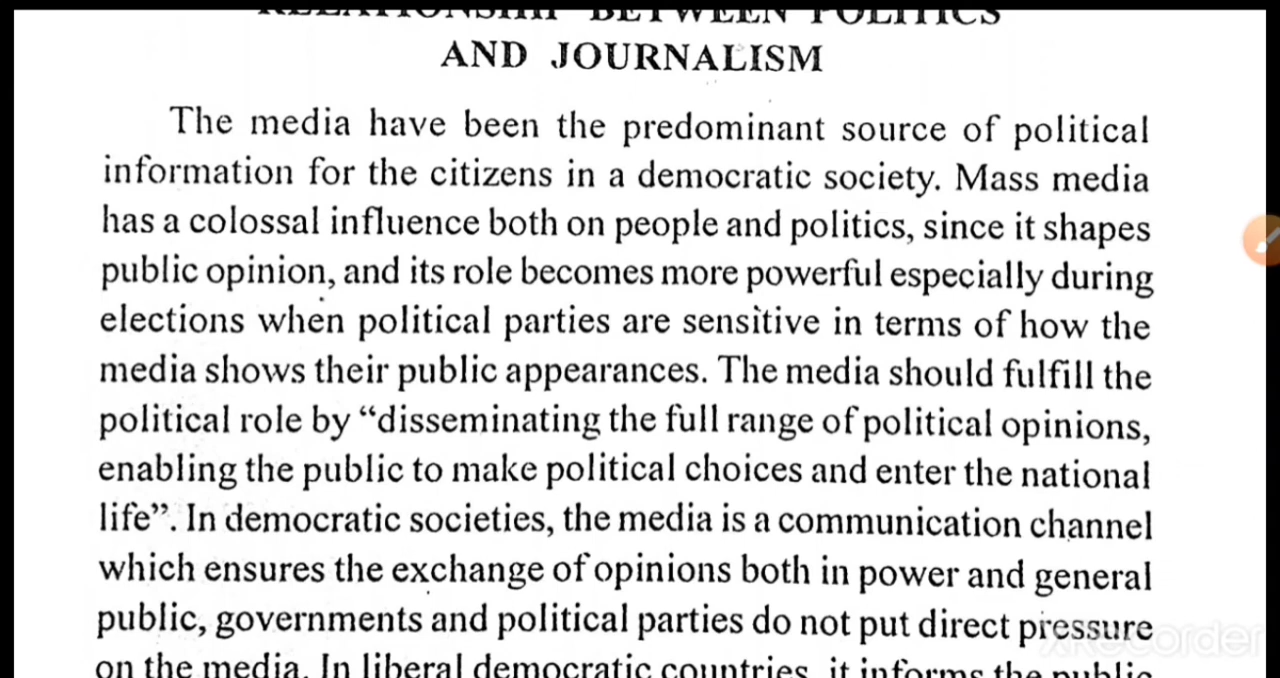 RELATIONSHIP BETWEEN POLITICS
AND JOURNALISM
The media have been the predominant source of political
information for the citizens in a democratic society. Mass media
has a colossal influence both on people and politics, since it shapes
public opinion, and its role becomes more powerful especially during
elections when political parties are sensitive in terms of how the
media shows their public appearances. The media should fulfill the
political role by “disseminating the full range of political opinions,
enabling the public to make political choices and enter the national
life”. In democratic societies, the media is a communication channel
which ensures the exchange of opinions both in power and general
public, governments and political parties do not put direct pressure
on the media. In liberal democratic countries, it informs the public
XRecorder